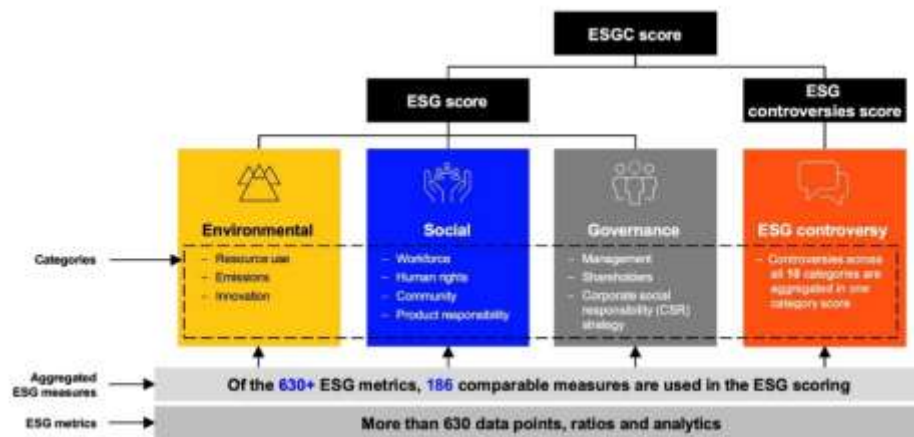 ESGC score
ESG score
ESG
controversies score
Environmental
Social
Governance
ESG controversy
Categories
– Resource use
– Emissions
– Innovation
– Workforce
– Human rights
– Community
– Product responsibility
– Management
– Shareholders
– Corporate social
responsibility (CSR)
strategy
– Controversies across
all 10 categories are
aggregated in one
category score
Aggregated
ESG measures
Of the 630+ ESG metrics, 186 comparable measures are used in the ESG scoring
ESG metrics
More than 630 data points, ratios and analytics